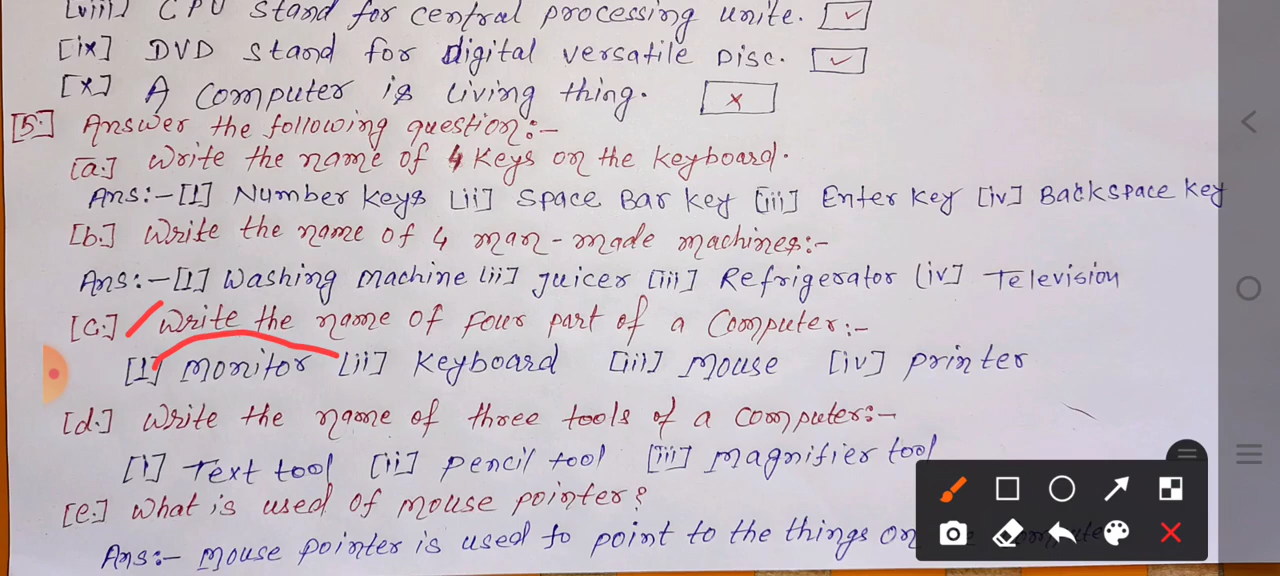 [viii] CPU stand for central processing unite.
[ix] DVD stand for digital versatile Disc.
[x] A computer is living thing.
[5.] Answer the following question:-
[a.] Write the name of 4 keys on the keyboard.
Ans:-[I] Number keys [ii] Space Bar key [iii] Enter key [iv] Backspace key
[b.] Write the name of 4 man-made machines:-
Ans:-[I] Washing machine [ii] juicer [iii] Refrigerator [iv] Television
[c.] Write the name of four part of a computer:-
[I] Monitor [ii] Keyboard [iii] Mouse [iv] printer
[d.] Write the name of three tools of a computer:-
[I] Text tool [ii] pencil tool [iii] magnifier tool
[e.] What is used of mouse pointer?
Ans:- Mouse pointer is used to point to the things on